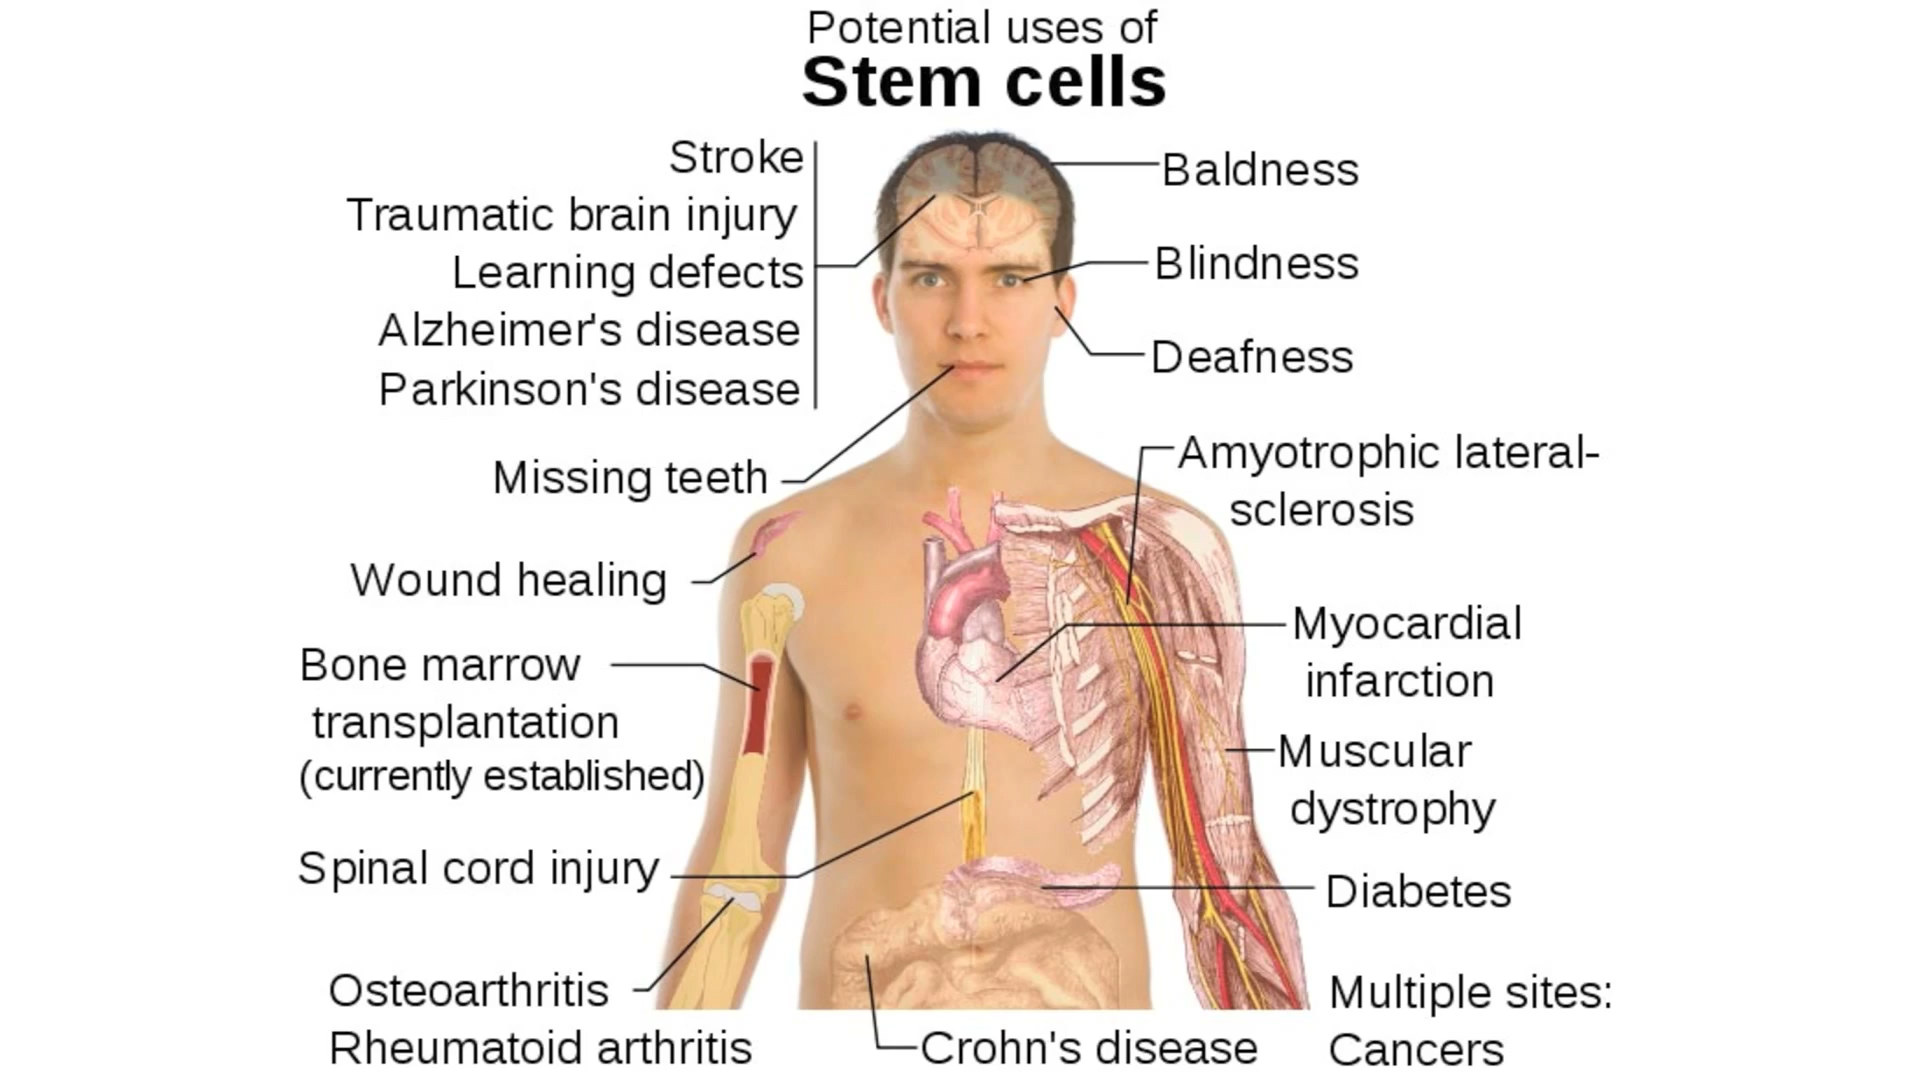 Potential uses of
Stem cells
Stroke
Traumatic brain injury
Learning defects
Alzheimer's disease
Parkinson's disease
Missing teeth
Wound healing
Bone marrow
transplantation
(currently established)
Spinal cord injury
Osteoarthritis
Rheumatoid arthritis
Baldness
Blindness
Deafness
Amyotrophic lateral-
sclerosis
Myocardial
infarction
Muscular
dystrophy
Diabetes
Crohn's disease
Multiple sites:
Cancers